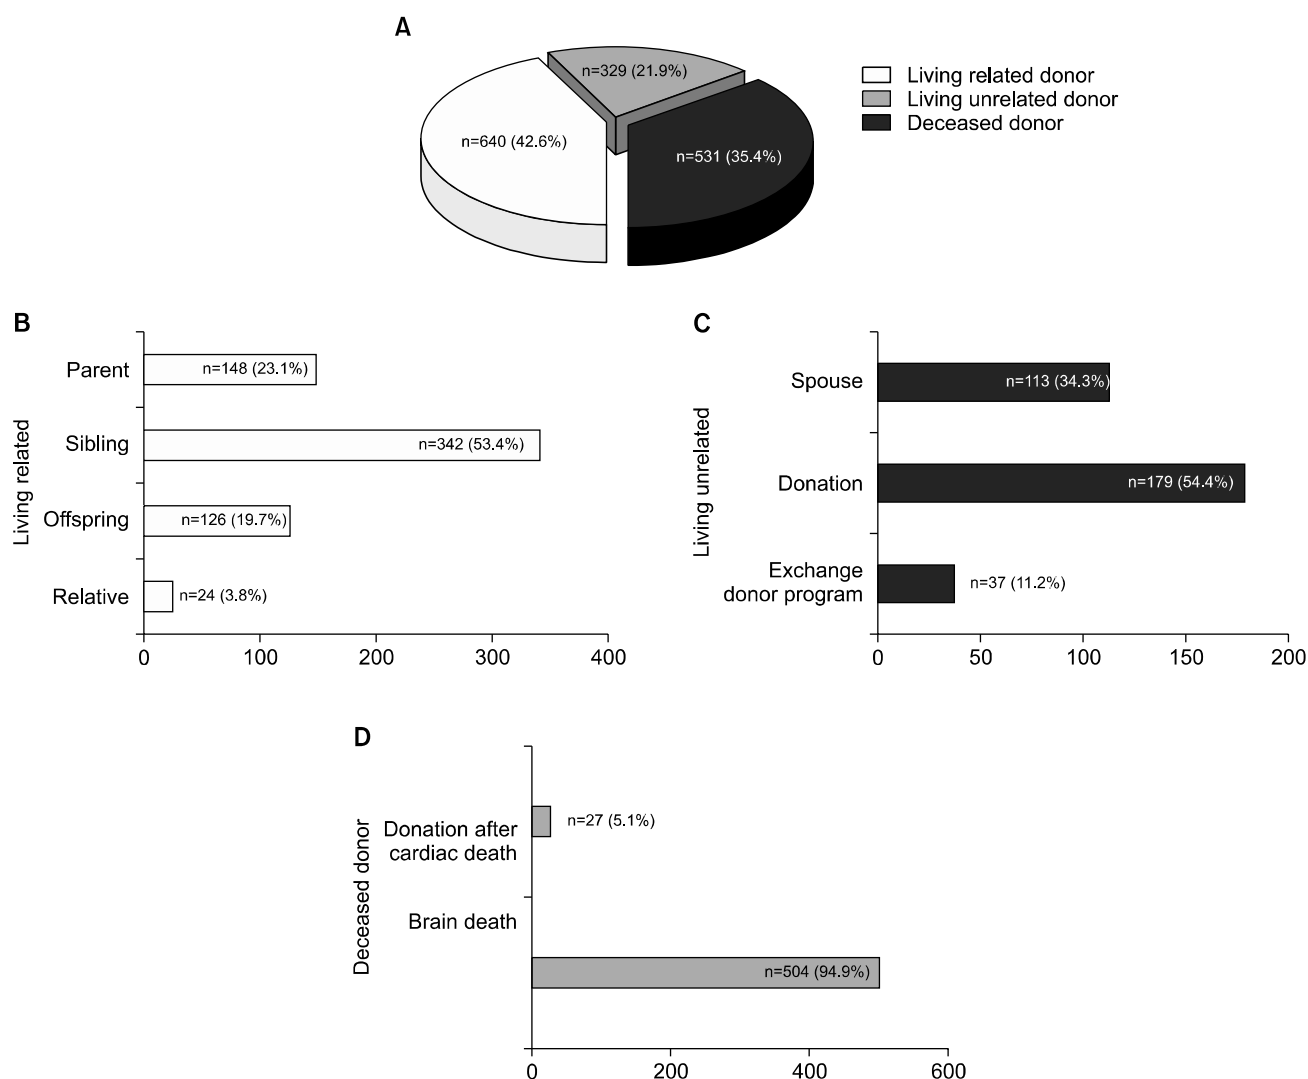 A
n=329 (21.9%)
n=640 (42.6%)
n=531 (35.4%)
Living related donor
Living unrelated donor
Deceased donor
B
Living related
Parent
n=148 (23.1%)
Sibling
n=342 (53.4%)
Offspring
n=126 (19.7%)
Relative
n=24 (3.8%)
0 100 200 300 400
C
Living unrelated
Spouse
n=113 (34.3%)
Donation
n=179 (54.4%)
Exchange
donor program
n=37 (11.2%)
0 50 100 150 200
D
Deceased donor
Donation after
cardiac death
n=27 (5.1%)
Brain death
n=504 (94.9%)
0 200 400 600